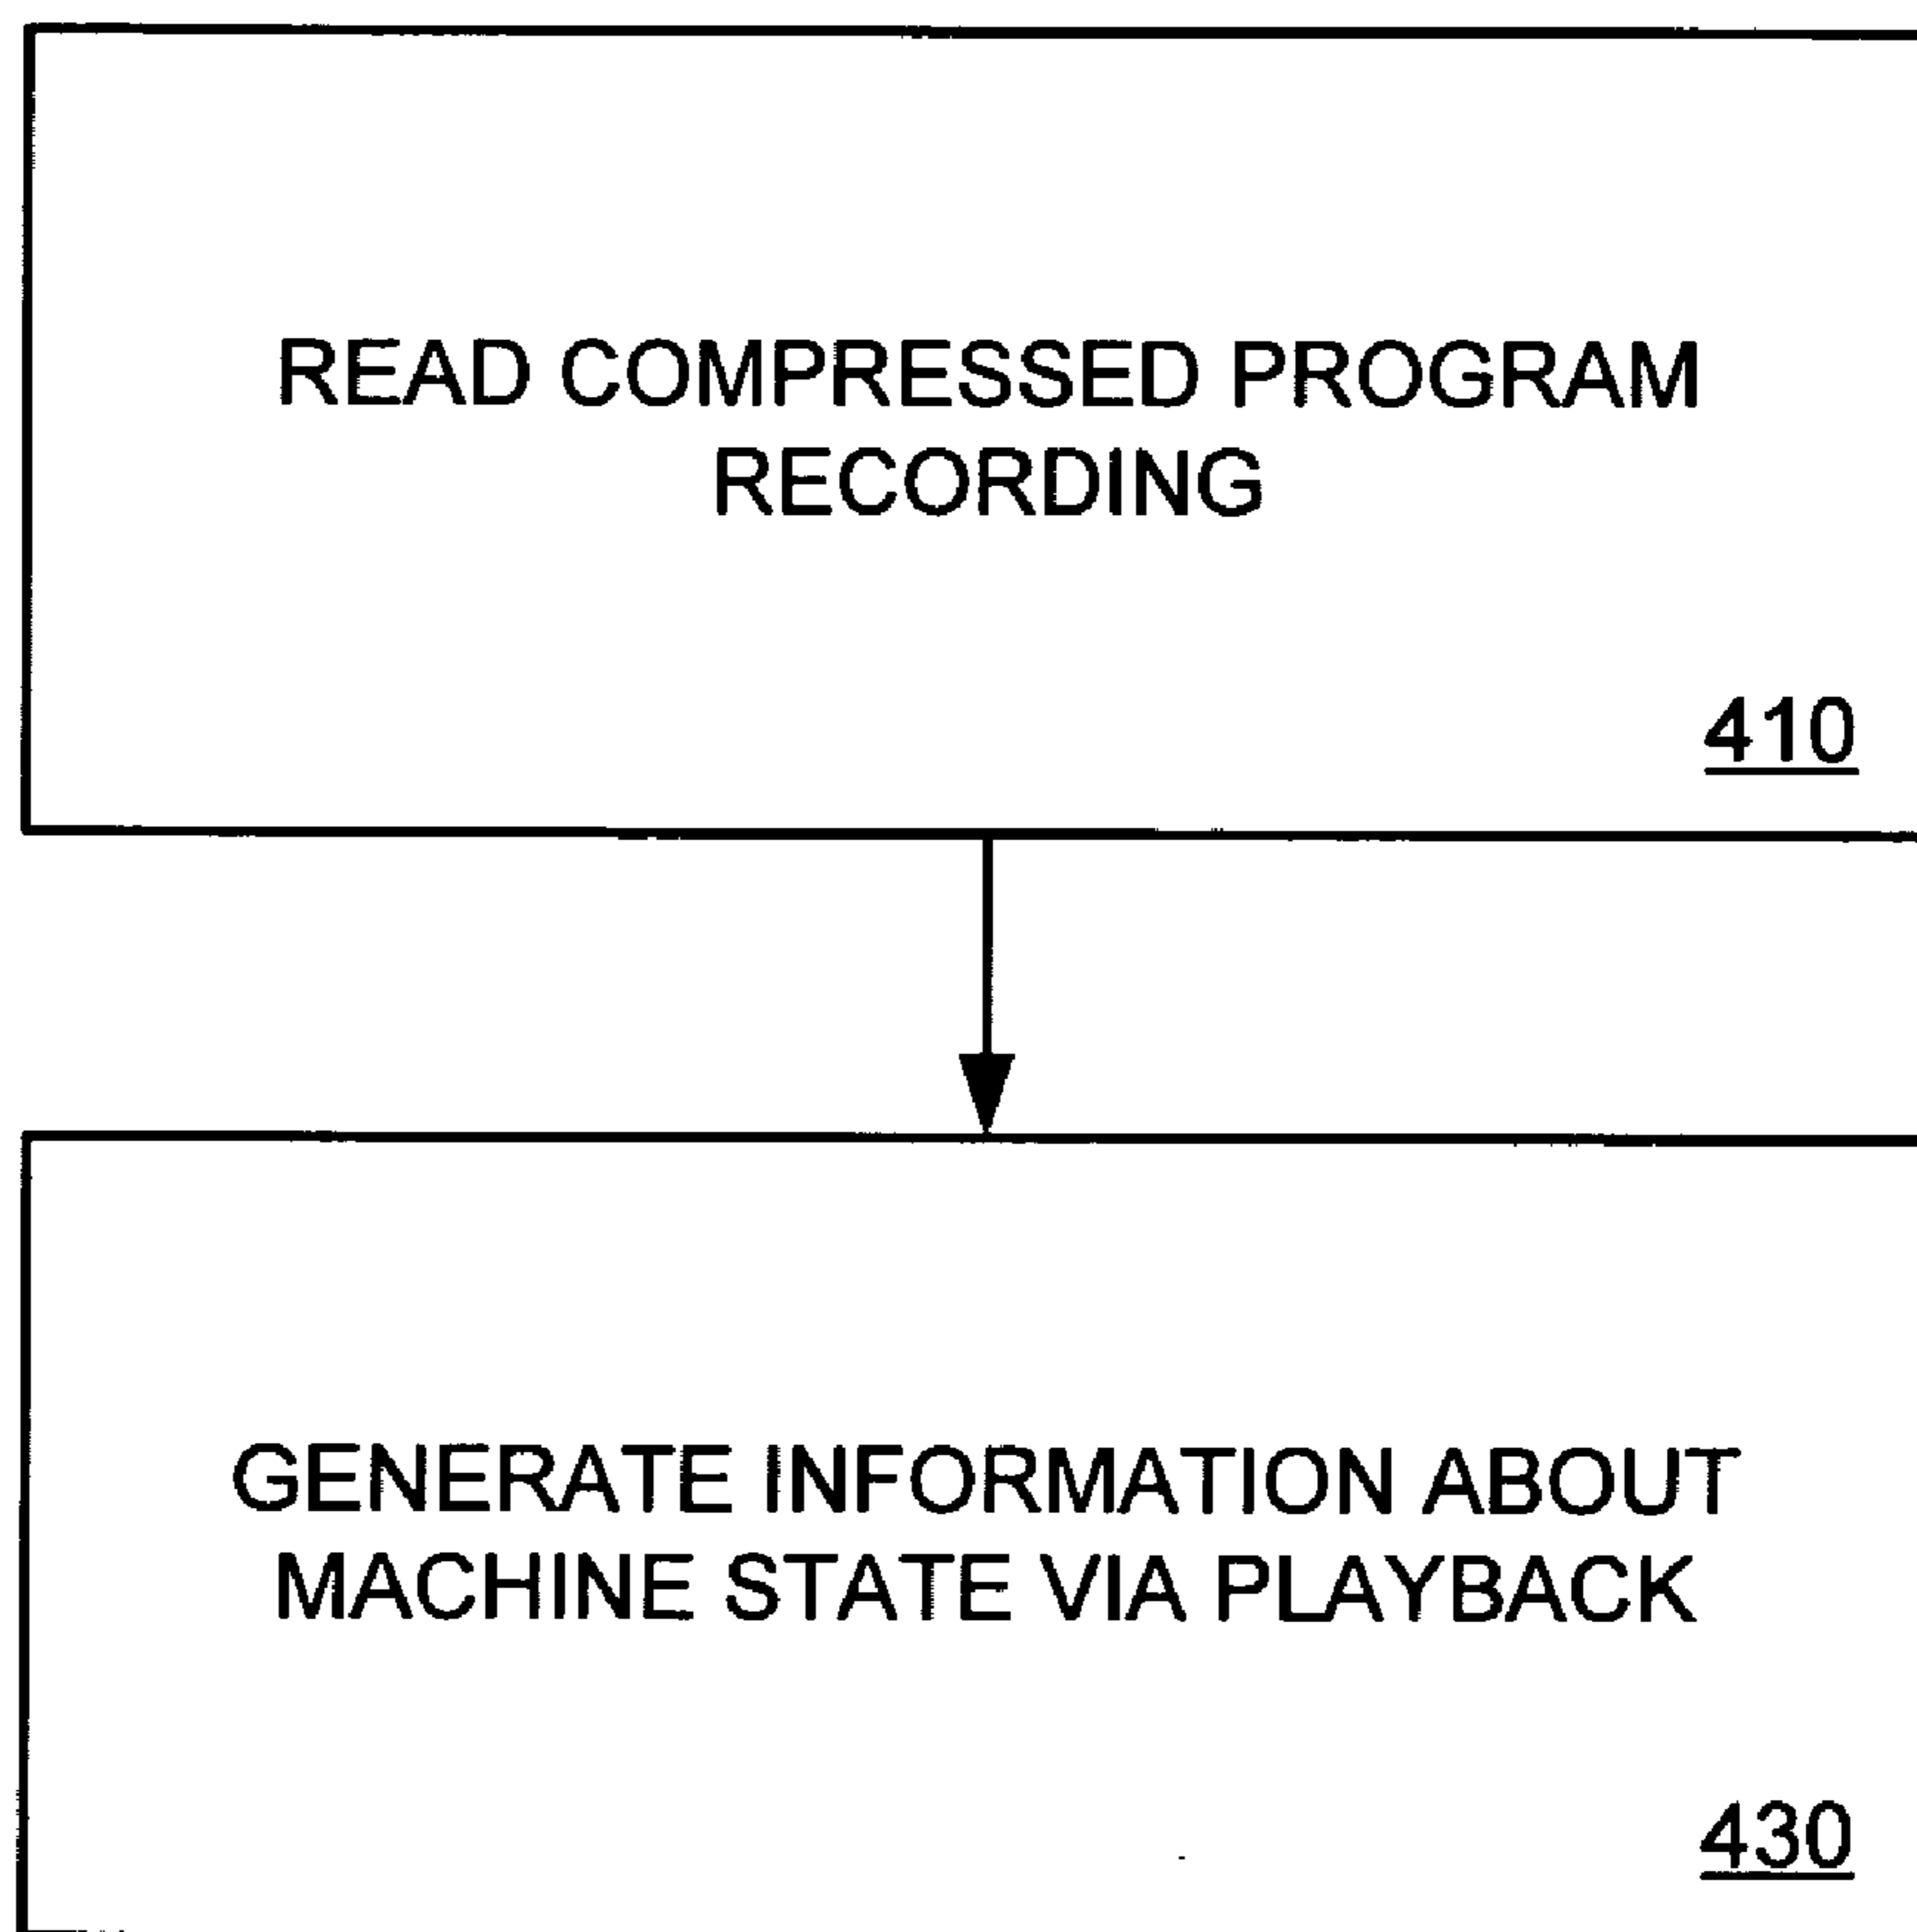 READ COMPRESSED PROGRAM
RECORDING
410
GENERATE INFORMATION ABOUT
MACHINE STATE VIA PLAYBACK
430